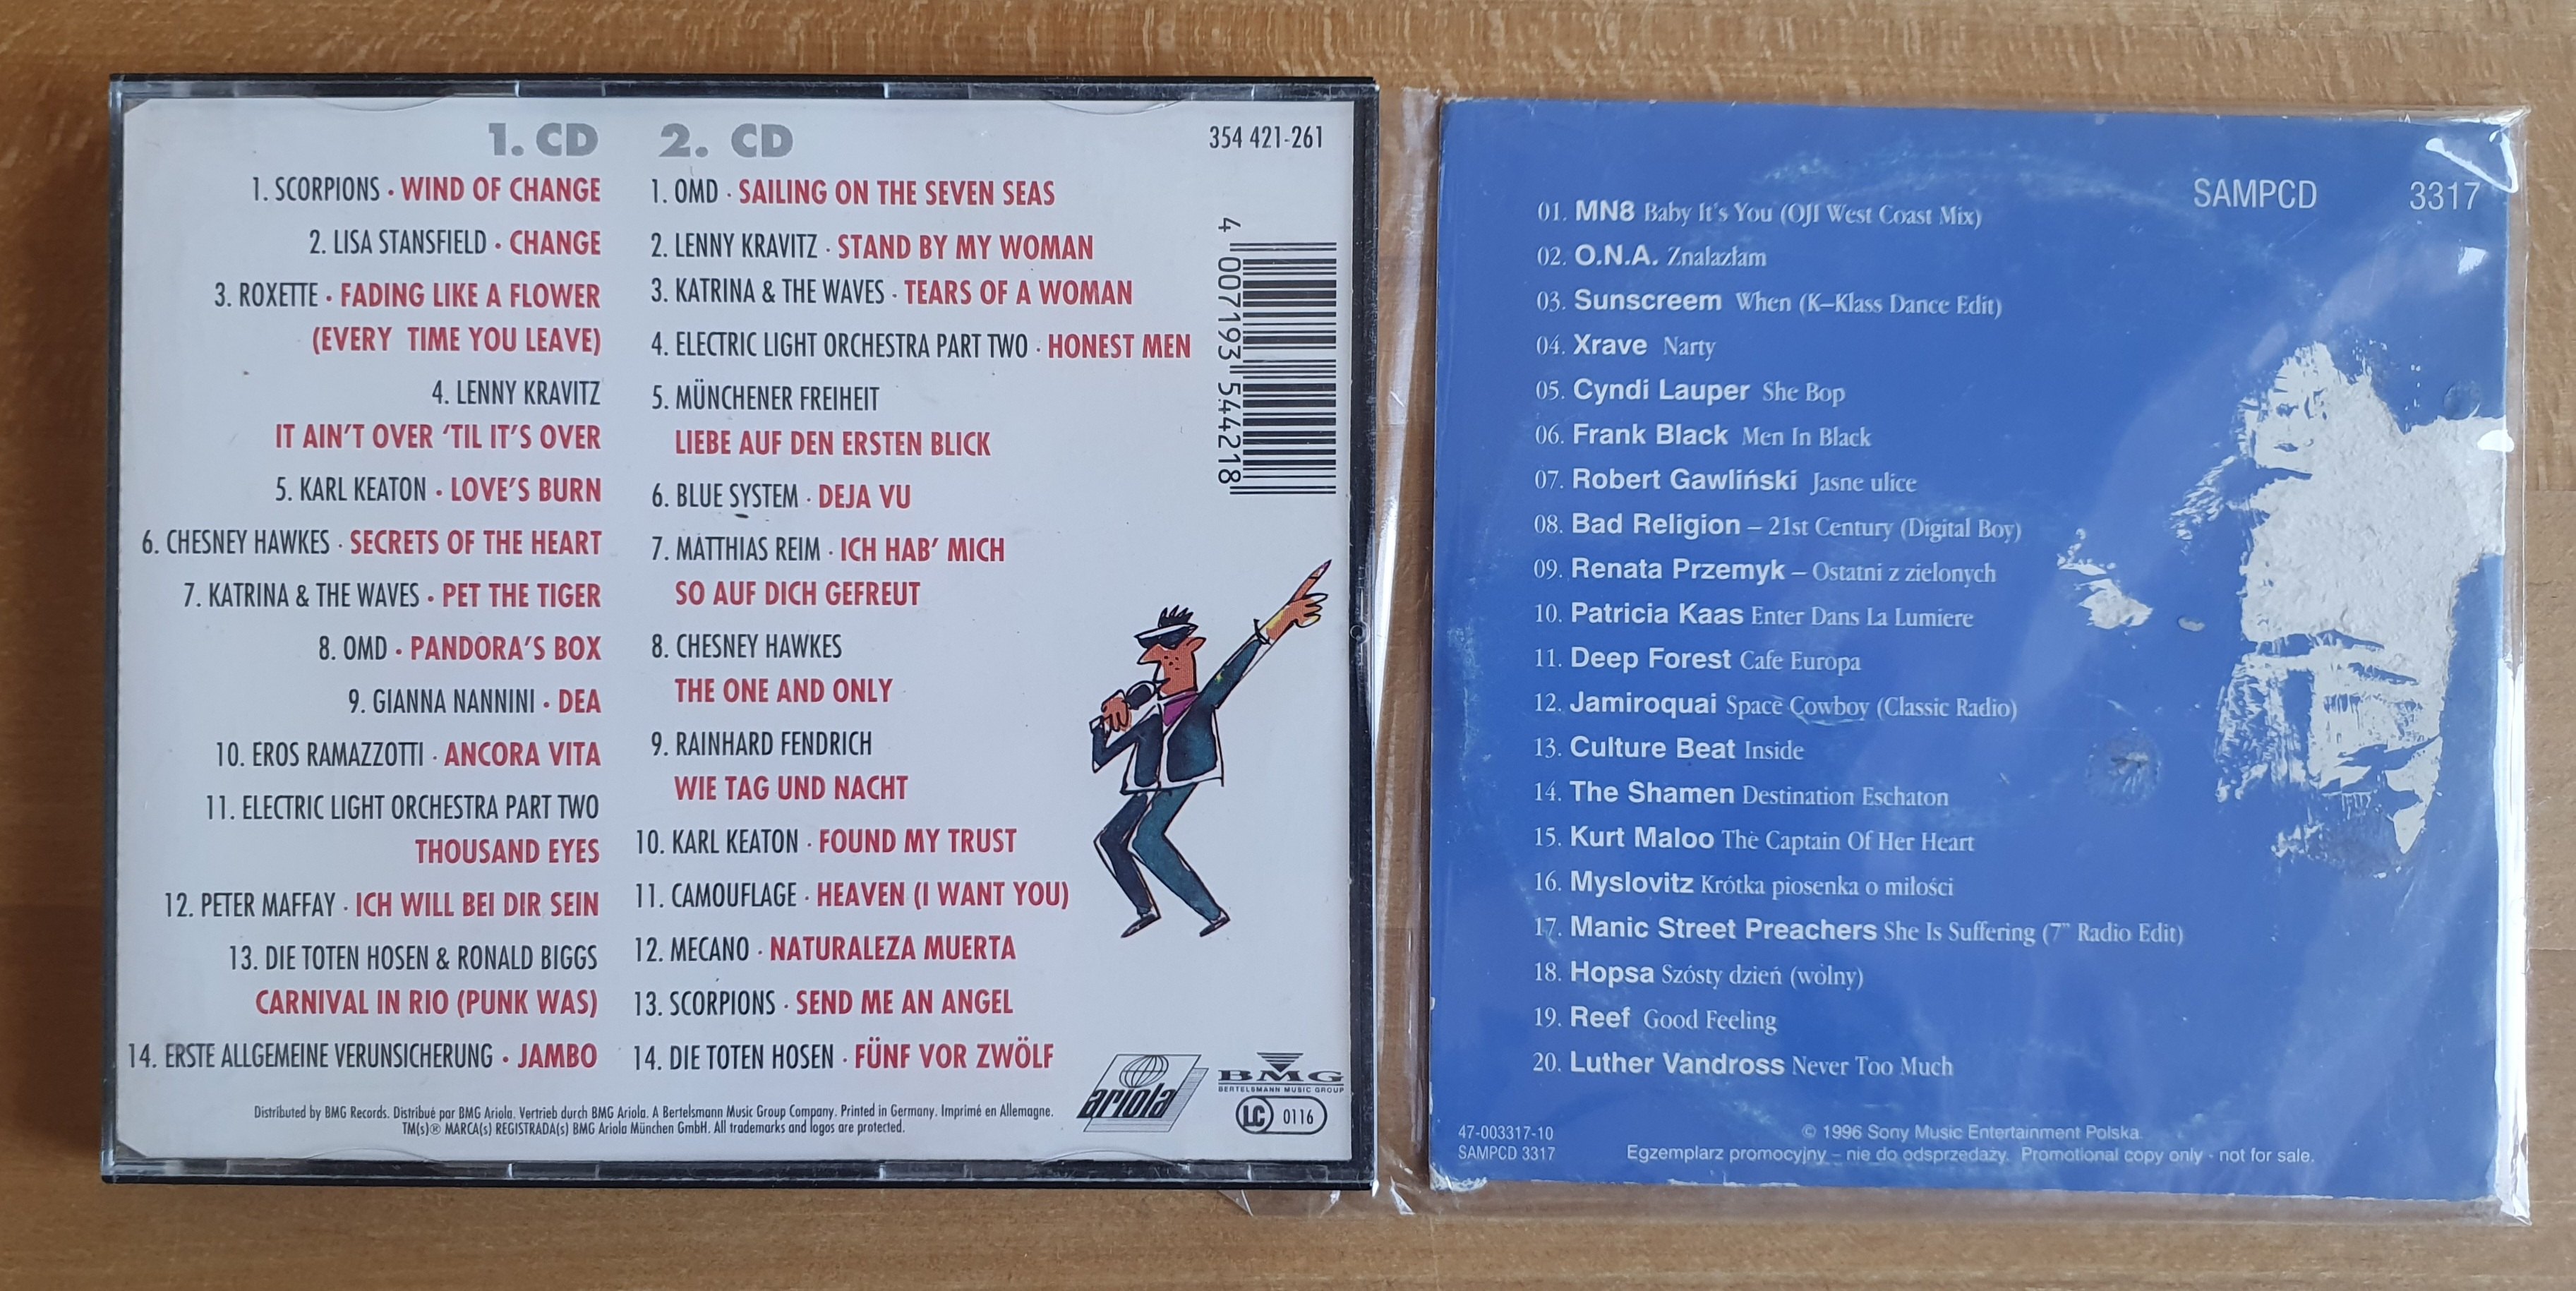 1. CD
1. SCORPIONS · WIND OF CHANGE
2. LISA STANSFIELD · CHANGE
3. ROXETTE · FADING LIKE A FLOWER
(EVERY TIME YOU LEAVE)
4. LENNY KRAVITZ
IT AIN'T OVER 'TIL IT'S OVER
5. KARL KEATON · LOVE'S BURN
6. CHESNEY HAWKES · SECRETS OF THE HEART
7. KATRINA & THE WAVES · PET THE TIGER
8. OMD · PANDORA'S BOX
9. GIANNA NANNINI · DEA
10. EROS RAMAZZOTTI · ANCORA VITA
11. ELECTRIC LIGHT ORCHESTRA PART TWO
THOUSAND EYES
12. PETER MAFFAY · ICH WILL BEI DIR SEIN
13. DIE TOTEN HOSEN & RONALD BIGGS
CARNIVAL IN RIO (PUNK WAS)
14. ERSTE ALLGEMEINE VERUNSICHERUNG · JAMBO
2. CD
1. OMD · SAILING ON THE SEVEN SEAS
2. LENNY KRAVITZ · STAND BY MY WOMAN
3. KATRINA & THE WAVES · TEARS OF A WOMAN
4. ELECTRIC LIGHT ORCHESTRA PART TWO · HONEST MEN
5. MÜNCHENER FREIHEIT
LIEBE AUF DEN ERSTEN BLICK
6. BLUE SYSTEM · DEJA VU
7. MATTHIAS REIM · ICH HAB' MICH
SO AUF DICH GEFREUT
8. CHESNEY HAWKES
THE ONE AND ONLY
9. RAINHARD FENDRICH
WIE TAG UND NACHT
10. KARL KEATON · FOUND MY TRUST
11. CAMOUFLAGE · HEAVEN (I WANT YOU)
12. MECANO · NATURALEZA MUERTA
13. SCORPIONS · SEND ME AN ANGEL
14. DIE TOTEN HOSEN · FÜNF VOR ZWÖLF
354 421-261
4 007193 544218
Distributed by BMG Records. Distribué par BMG Ariola. Vertrieb durch BMG Ariola. A Bertelsmann Music Group Company. Printed in Germany. Imprimé en Allemagne.
TM(s)® MARCA(s) REGISTRADA(s) BMG Ariola München GmbH. All trademarks and logos are protected.
ariola
BMG
BERTELSMANN MUSIC GROUP
LC 0116
SAMPCD 3317
01. MN8 Baby It's You (OJI West Coast Mix)
02. O.N.A. Znalazłam
03. Sunscreem When (K–Klass Dance Edit)
04. Xrave Narty
05. Cyndi Lauper She Bop
06. Frank Black Men In Black
07. Robert Gawliński Jasne ulice
08. Bad Religion – 21st Century (Digital Boy)
09. Renata Przemyk – Ostatni z zielonych
10. Patricia Kaas Enter Dans La Lumiere
11. Deep Forest Cafe Europa
12. Jamiroquai Space Cowboy (Classic Radio)
13. Culture Beat Inside
14. The Shamen Destination Eschaton
15. Kurt Maloo The Captain Of Her Heart
16. Myslovitz Krótka piosenka o miłości
17. Manic Street Preachers She Is Suffering (7" Radio Edit)
18. Hopsa Szósty dzień (wolny)
19. Reef Good Feeling
20. Luther Vandross Never Too Much
47-003317-10
SAMPCD 3317
© 1996 Sony Music Entertainment Polska
Egzemplarz promocyjny – nie do odsprzedaży. Promotional copy only - not for sale.